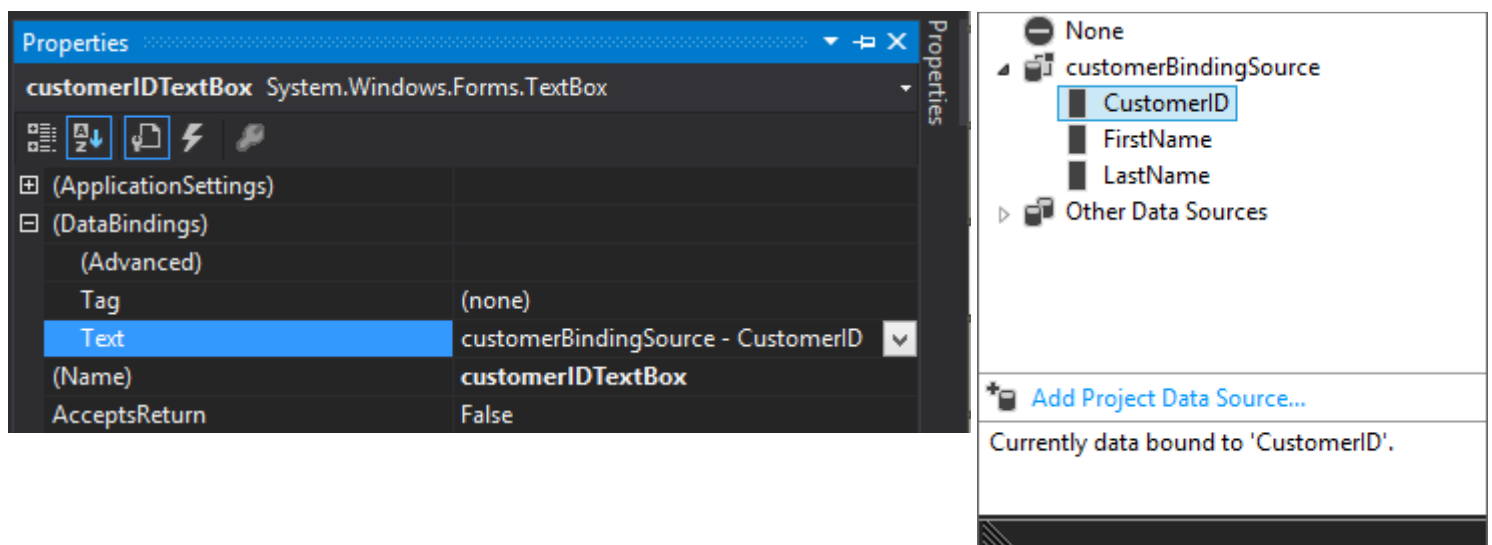 Properties
customerIDTextBox System.Windows.Forms.TextBox
(ApplicationSettings)
(DataBindings)
(Advanced)
Tag (none)
Text customerBindingSource - CustomerID
(Name) customerIDTextBox
AcceptsReturn False
Properties
None
customerBindingSource
CustomerID
FirstName
LastName
Other Data Sources
Add Project Data Source...
Currently data bound to 'CustomerID'.